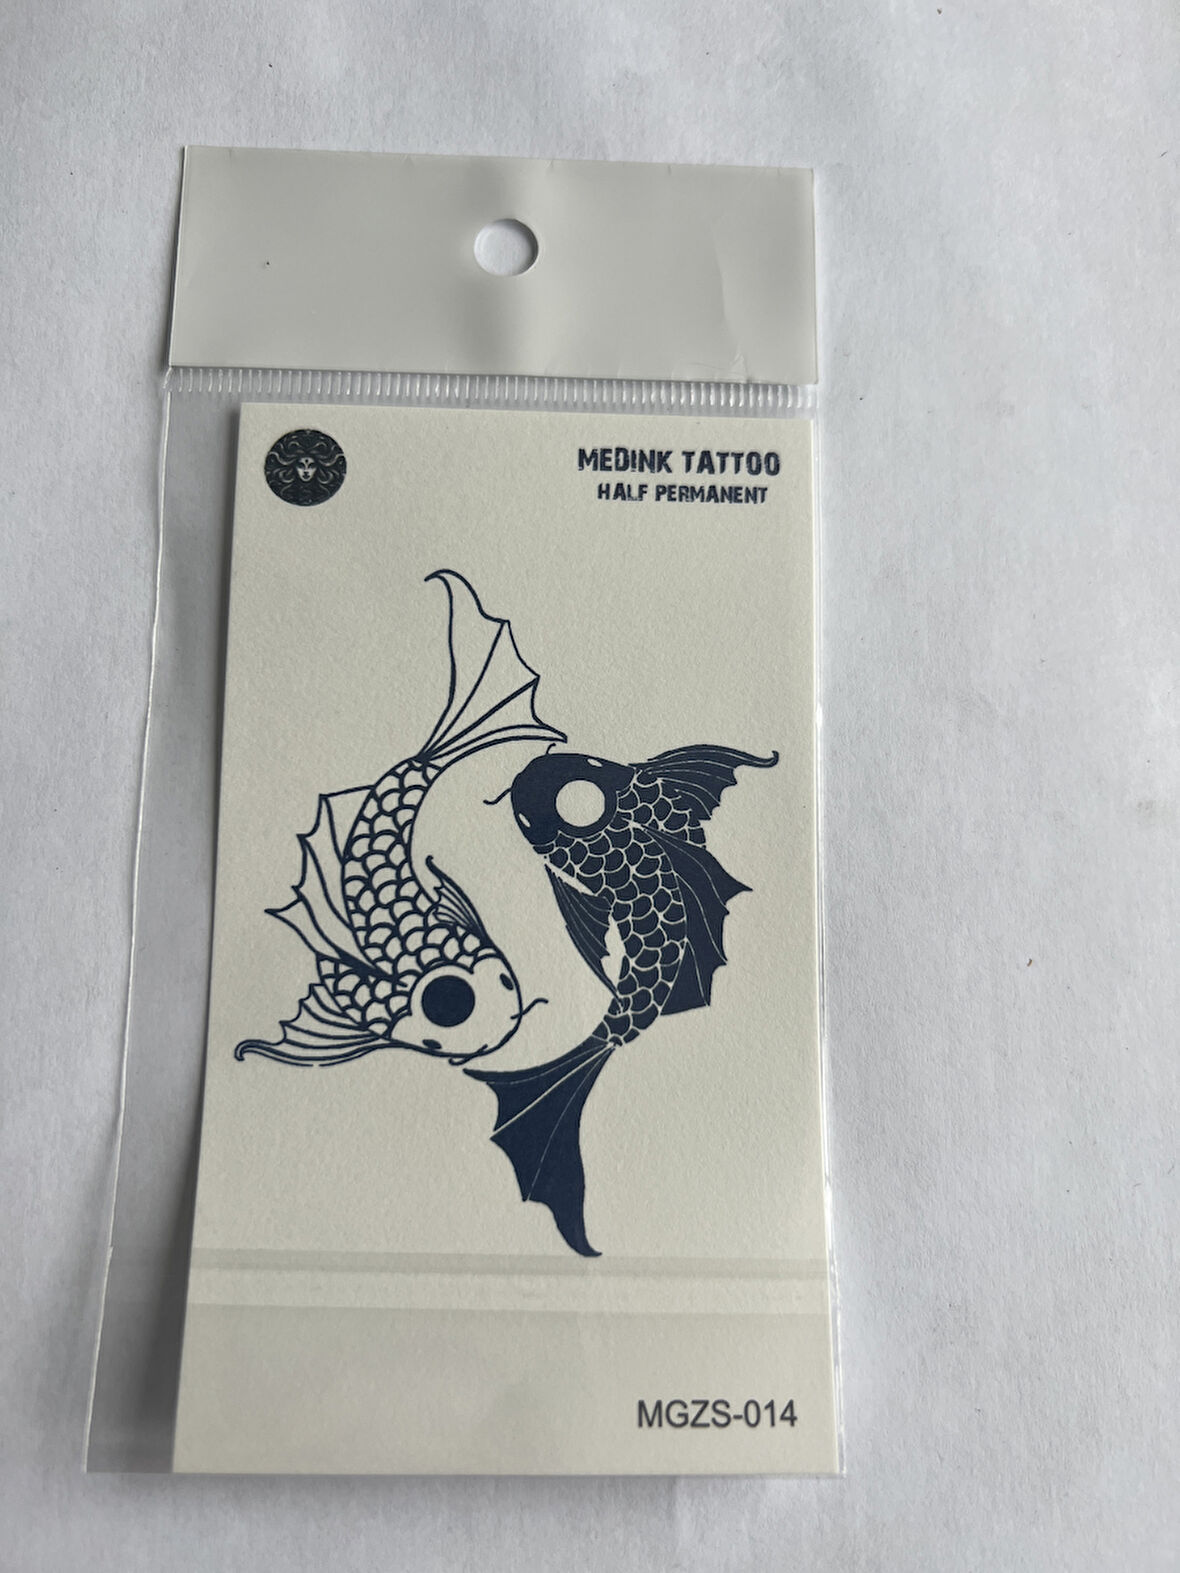 MEDINK TATTOO
HALF PERMANENT
MGZS-014